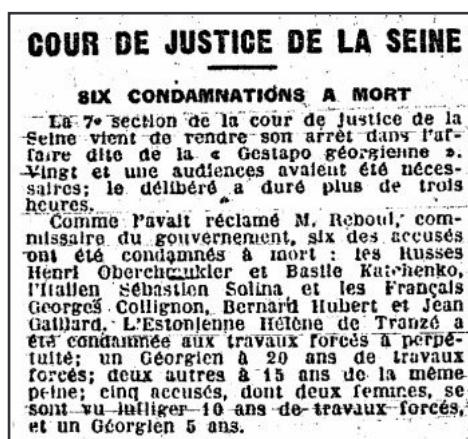 COUR DE JUSTICE DE LA SEINE
SIX CONDAMNATIONS A MORT
La 7e section de la cour de justice de la
Seine vient de rendre son arrêt dans l'af-
faire dite de la « Gestapo géorgienne ».
Vingt et une audiences avaient été néces-
saires; le délibéré a duré plus de trois
heures.
Comme l'avait réclamé M. Reboul, com-
missaire du gouvernement, six des accusés
ont été condamnés à mort : les Russes
Henri Oberchmukler et Basile Katchenko,
l'Italien Sébastien Solina et les Français
Georges Collignon, Bernard Hubert et Jean
Gaillard. L'Estonienne Hélène de Tranzé a
été condamnée aux travaux forcés à perpé-
tuité; un Géorgien à 20 ans de travaux
forcés; deux autres à 15 ans de la même
peine; cinq accusés, dont deux femmes, se
sont vu infliger 10 ans de travaux forcés,
et un Géorgien 5 ans.